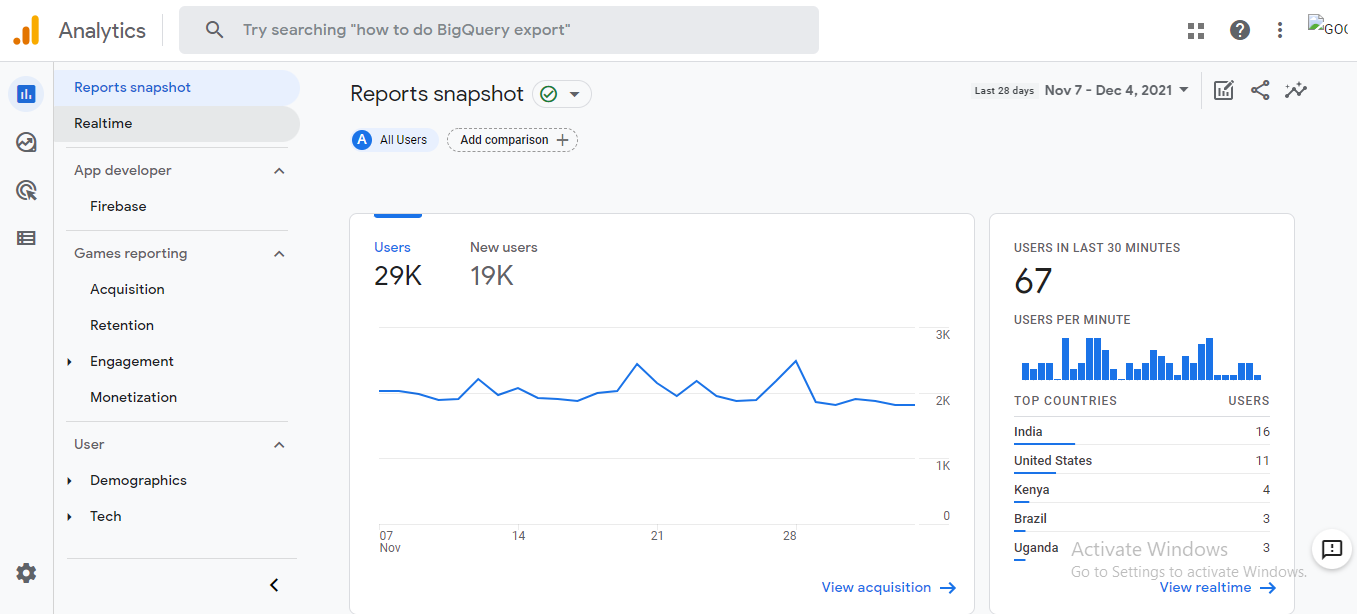 Analytics
Try searching "how to do BigQuery export"
GOO
Reports snapshot
Realtime
App developer
Firebase
Games reporting
Acquisition
Retention
Engagement
Monetization
User
Demographics
Tech
Reports snapshot
Last 28 days Nov 7 - Dec 4, 2021
A All Users
Add comparison
Users New users
29K 19K
3K
2K
1K
0
07 14 21 28
Nov
View acquisition
USERS IN LAST 30 MINUTES
67
USERS PER MINUTE
TOP COUNTRIES USERS
India 16
United States 11
Kenya 4
Brazil 3
Uganda 3
View realtime
Activate Windows
Go to Settings to activate Windows.